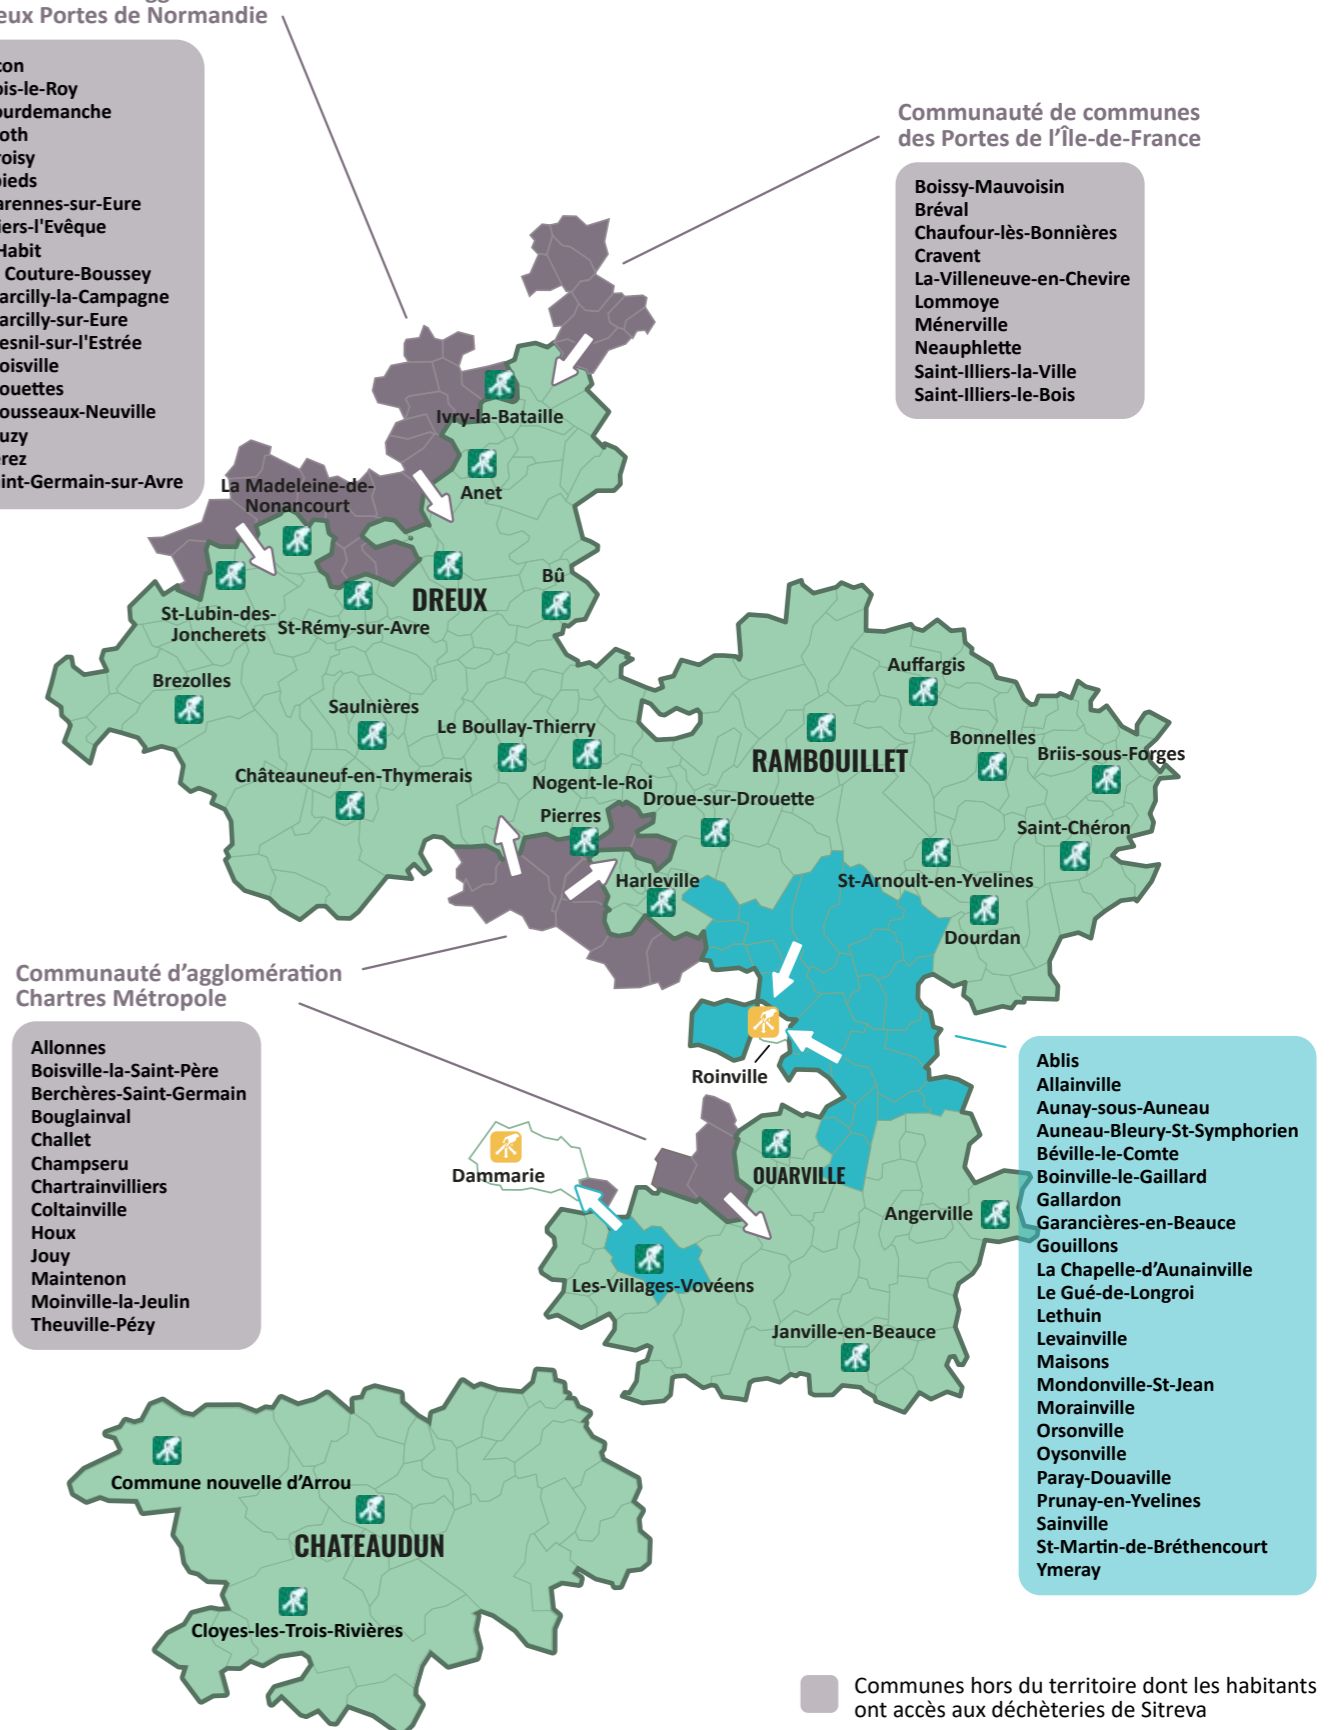 Portes de Normandie
Communauté de communes
des Portes de l'Île-de-France
Boissy-Mauvoisin
Bréval
Chaufour-lès-Bonnières
Cravent
La-Villeneuve-en-Chevire
Lommoye
Ménerville
Neauphlette
Saint-Illiers-la-Ville
Saint-Illiers-le-Bois
Habit
Couture-Boussey
Ivry-la-Bataille
Anet
La Madeleine-de-
Nonancourt
DREUX
Bû
St-Lubin-des-
Joncherets
St-Rémy-sur-Avre
Brezolles
Saulnières
Le Boullay-Thierry
Châteauneuf-en-Thymerais
Nogent-le-Roi
Pierres
Droue-sur-Drouette
Harleville
Auffargis
RAMBOUILLET
Bonnelles
Briis-sous-Forges
Saint-Chéron
St-Arnoult-en-Yvelines
Dourdan
Communauté d'agglomération
Chartres Métropole
Allonnes
Boisville-la-Saint-Père
Berchères-Saint-Germain
Bouglainval
Challet
Champseru
Chartrainvilliers
Coltainville
Houx
Jouy
Maintenon
Moinville-la-Jeulin
Theuville-Pézy
Roinville
Dammarie
OUARVILLE
Angerville
Les-Villages-Vovéens
Janville-en-Beauce
Ablis
Allainville
Aunay-sous-Auneau
Auneau-Bleury-St-Symphorien
Béville-le-Comte
Boinville-le-Gaillard
Gallardon
Garancières-en-Beauce
Gouillons
La Chapelle-d'Aunainville
Le Gué-de-Longroi
Lethuin
Levainville
Maisons
Mondonville-St-Jean
Morainville
Orsonville
Oysonville
Paray-Douaville
Prunay-en-Yvelines
Sainville
St-Martin-de-Bréthencourt
Ymeray
Commune nouvelle d'Arrou
CHATEAUDUN
Cloyes-les-Trois-Rivières
Communes hors du territoire dont les habitants
ont accès aux déchèteries de Sitreva